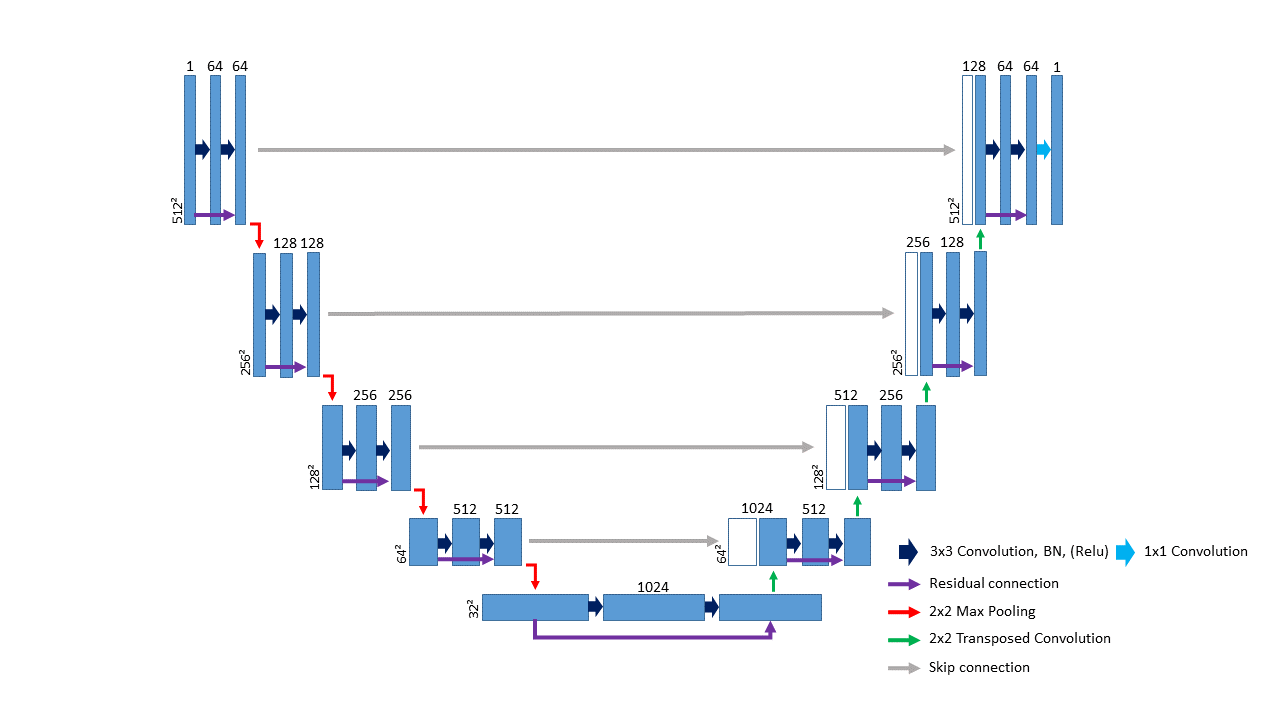 1 64 64
128 64 64 1
512²
512²
128 128
256 128
256²
256²
256 256
512 256
128²
128²
512 512
1024 512
64²
64²
1024
32²
3x3 Convolution, BN, (Relu)
1x1 Convolution
Residual connection
2x2 Max Pooling
2x2 Transposed Convolution
Skip connection